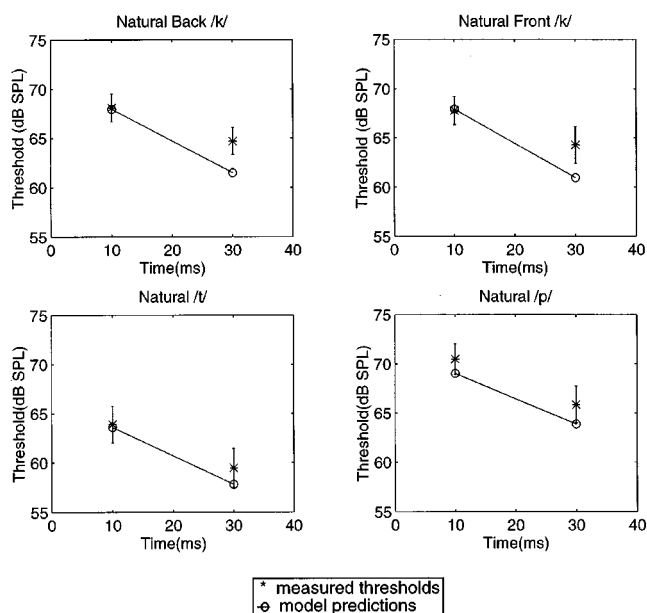 Natural Back /k/
75
70
65
60
55
0 10 20 30 40
Time(ms)
Threshold (dB SPL)
Natural Front /k/
75
70
65
60
55
0 10 20 30 40
Time(ms)
Threshold (dB SPL)
Natural /t/
75
70
65
60
55
0 10 20 30 40
Time(ms)
Threshold(dB SPL)
Natural /p/
75
70
65
60
55
0 10 20 30 40
Time(ms)
Threshold(dB SPL)
* measured thresholds
model predictions